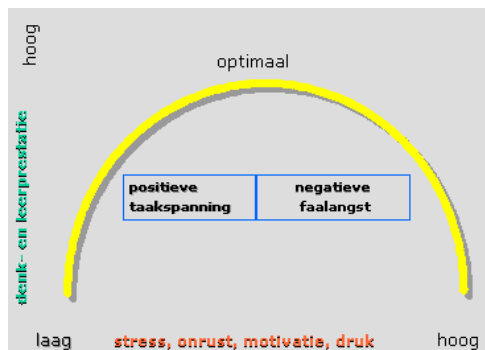 hoog
optimaal
denk- en leerprestatie
positieve
taakspanning
negatieve
faalangst
laag
stress, onrust, motivatie, druk
hoog